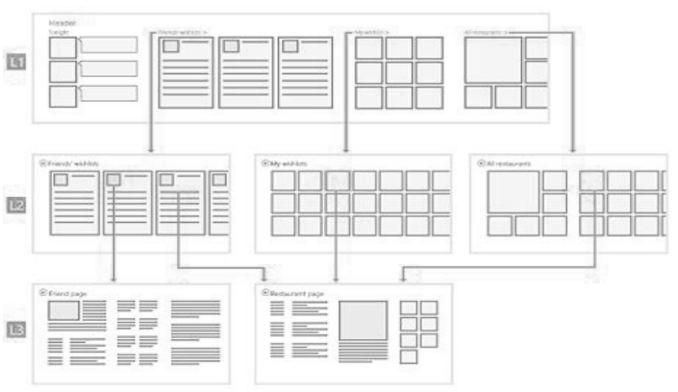 L1
Header
Tonight
Friends' wishlists >
My wishlists >
All restaurants >
L2
Friends' wishlists
My wishlists
All restaurants
L3
Friend page
Restaurant page